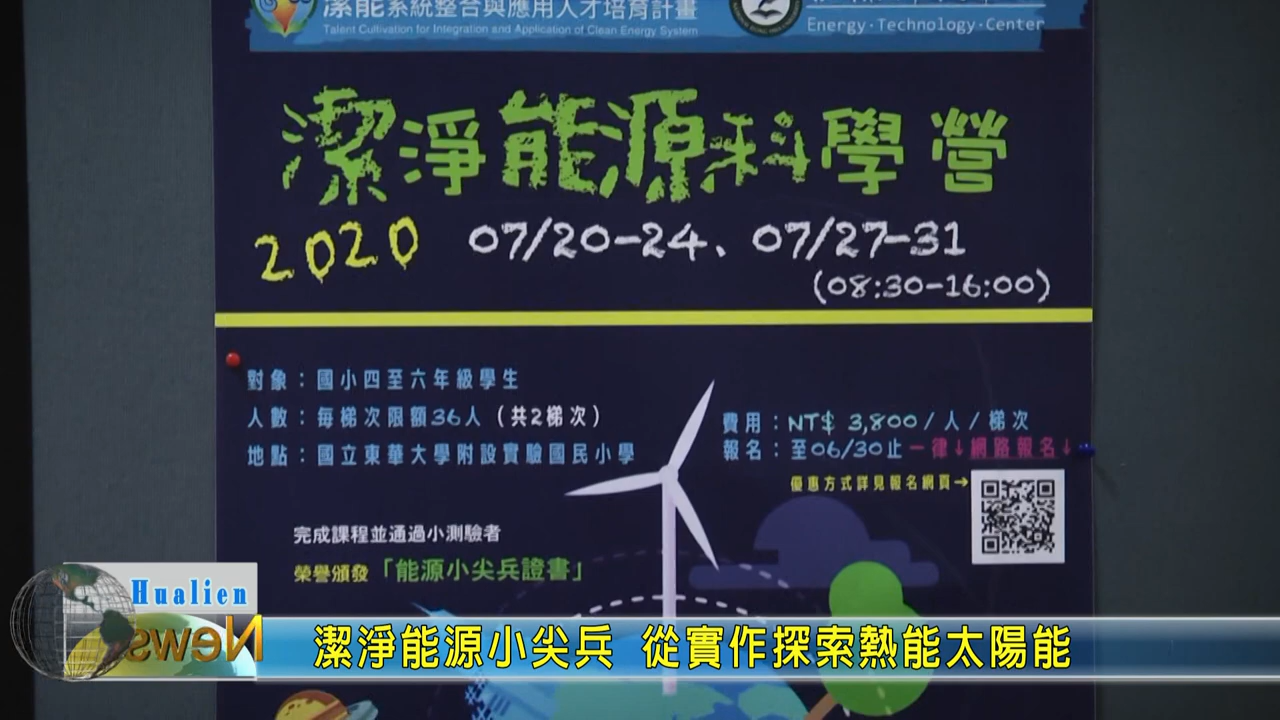 潔能系統整合與應用人才培育計畫
Talent Cultivation for Integration and Application of Clean Energy System
Energy·Technology·Center
潔淨能源科學營
2020 07/20-24、07/27-31
(08:30-16:00)
對象：國小四至六年級學生
人數：每梯次限額36人（共2梯次）
地點：國立東華大學附設實驗國民小學
費用：NT$ 3,800/人/梯次
報名：至06/30止一律↓網路報名↓
優惠方式詳見報名網頁→
完成課程並通過小測驗者
榮譽頒發「能源小尖兵證書」
Hualien
News
潔淨能源小尖兵 從實作探索熱能太陽能